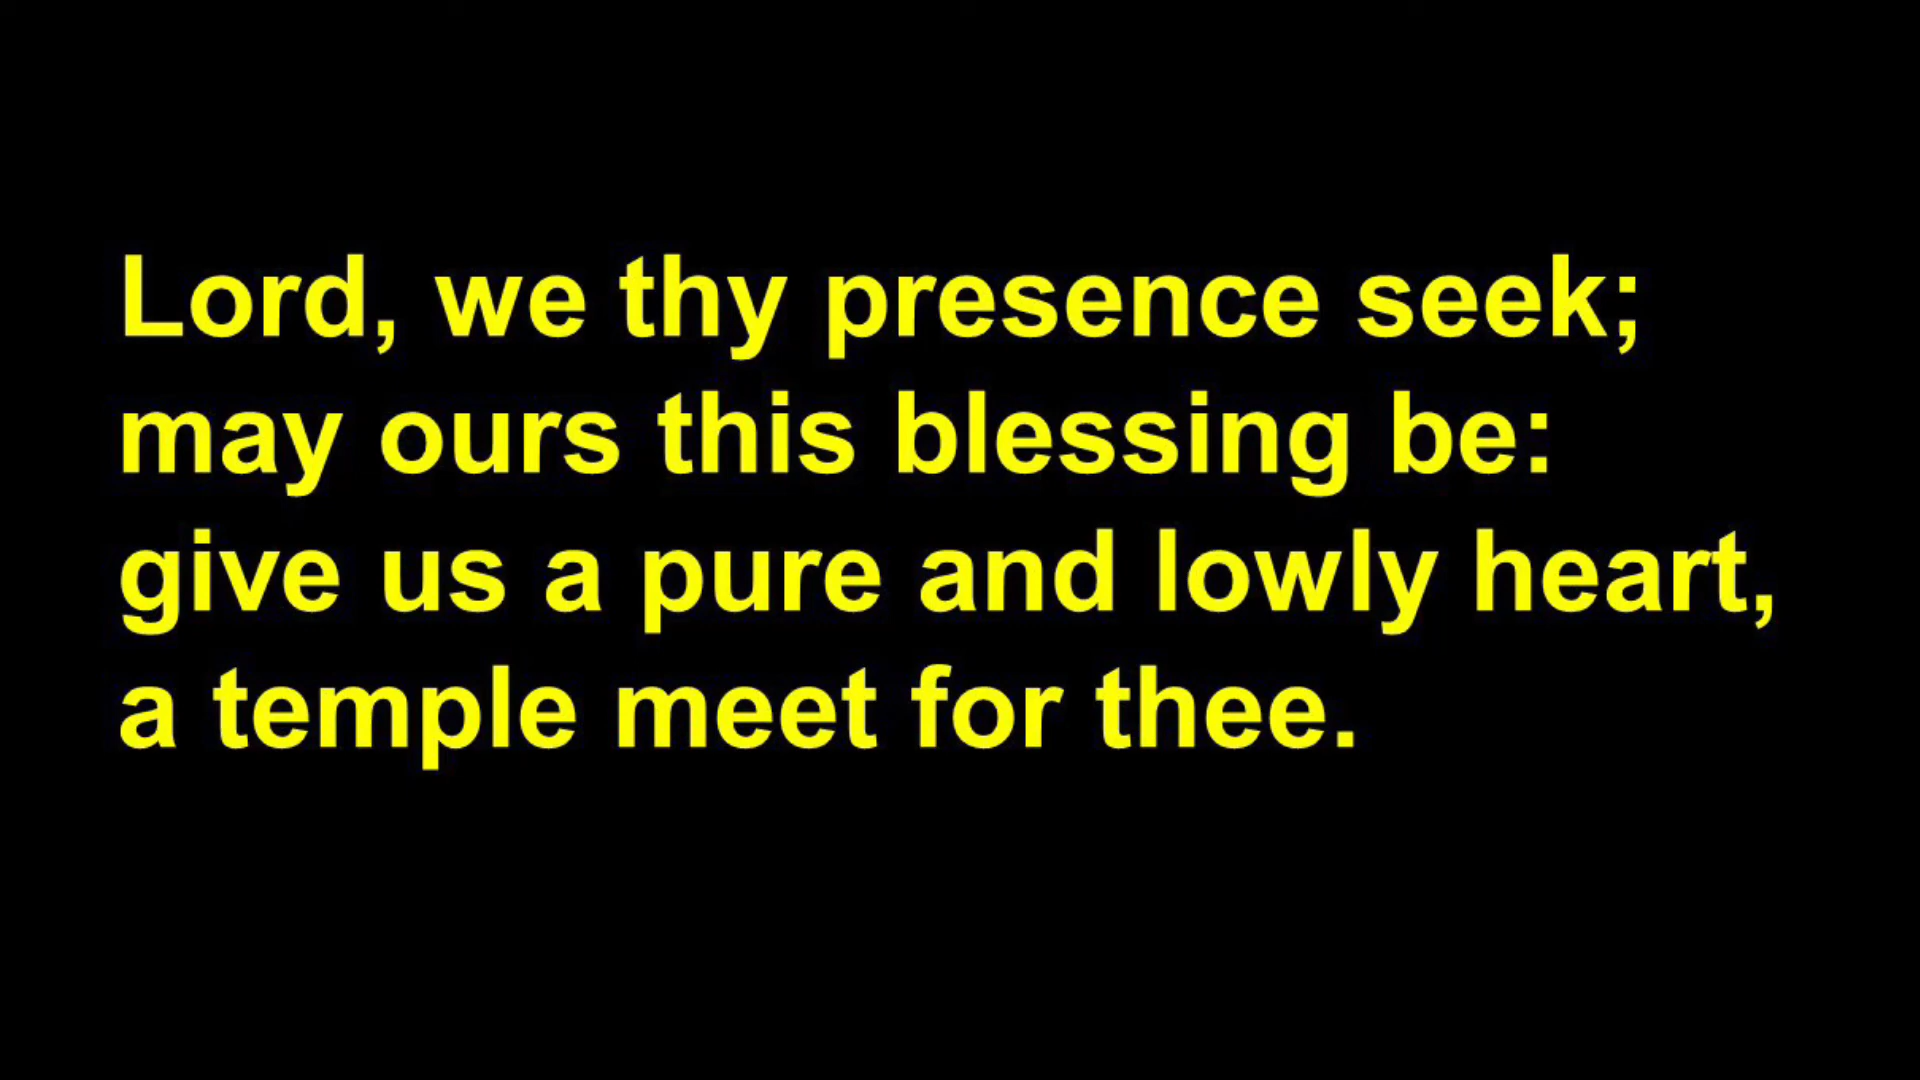 Lord, we thy presence seek;
may ours this blessing be:
give us a pure and lowly heart,
a temple meet for thee.